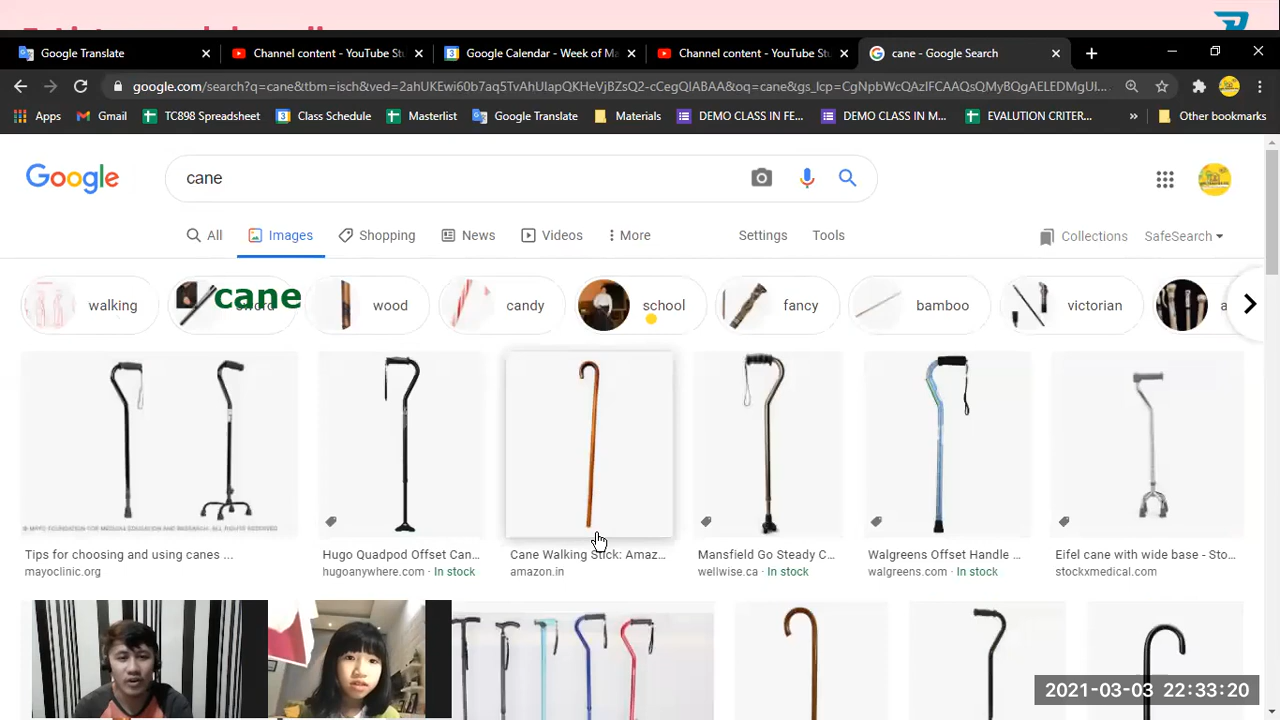 Google Translate
Channel content - YouTube Stu
Google Calendar - Week of Ma
Channel content - YouTube Stu
cane - Google Search
google.com/search?q=cane&tbm=isch&ved=2ahUKEwi60b7aq5TvAhUIapQKHeVjBZsQ2-cCegQIABAA&oq=cane&gs_lcp=CgNpbWcQAzIFCAAQsQMyBQgAELEDMgUI...
Apps
Gmail
TC898 Spreadsheet
Class Schedule
Masterlist
Google Translate
Materials
DEMO CLASS IN FE...
DEMO CLASS IN M...
EVALUTION CRITER...
»
Other bookmarks
Google
cane
All
Images
Shopping
News
Videos
More
Settings
Tools
Collections
SafeSearch
walking
cane
wood
candy
school
fancy
bamboo
victorian
a
Tips for choosing and using canes ...
mayoclinic.org
Hugo Quadpod Offset Can...
hugoanywhere.com · In stock
Cane Walking Stick: Amaz...
amazon.in
Mansfield Go Steady C...
wellwise.ca · In stock
Walgreens Offset Handle ...
walgreens.com · In stock
Eifel cane with wide base - Sto...
stockxmedical.com
2021-03-03 22:33:20